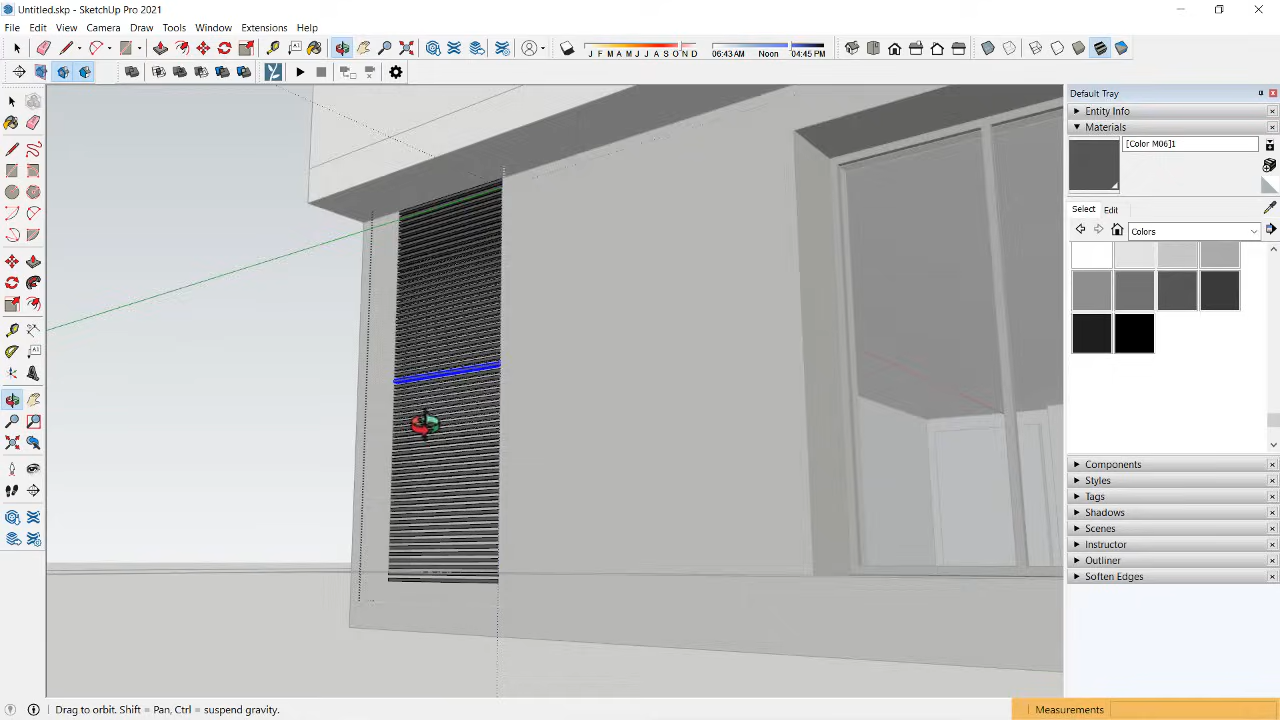 Untitled.skp - SketchUp Pro 2021
File Edit View Camera Draw Tools Window Extensions Help
J F M A M J J A S O N D 06:43 AM Noon 04:45 PM
Default Tray
Entity Info
Materials
[Color M06]1
Select Edit
Colors
Components
Styles
Tags
Shadows
Scenes
Instructor
Outliner
Soften Edges
Drag to orbit. Shift = Pan, Ctrl = suspend gravity.
Measurements